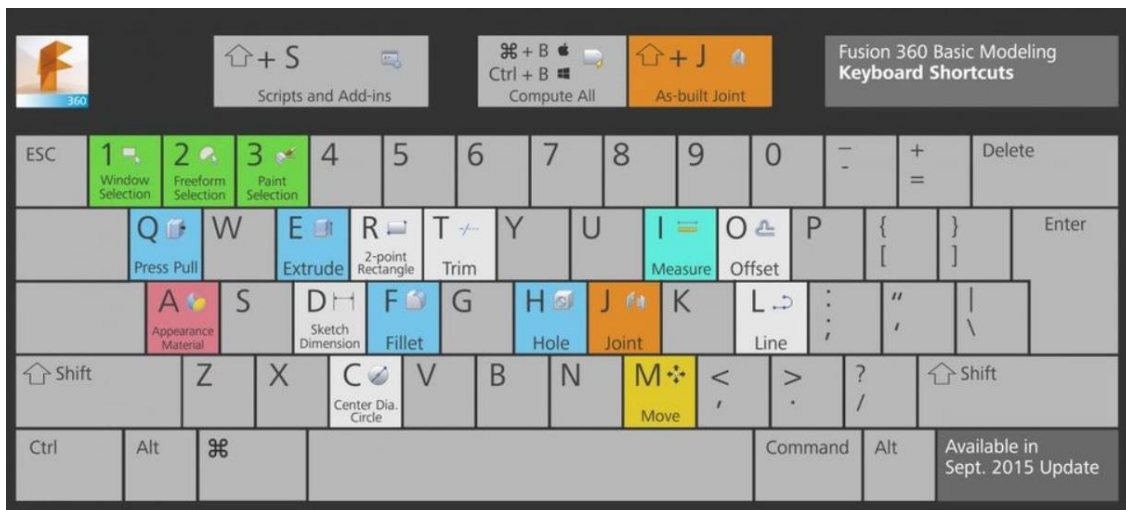 360
⇧+ S
Scripts and Add-ins
⌘ + B
Ctrl + B
Compute All
⇧+ J
As-built Joint
Fusion 360 Basic Modeling
Keyboard Shortcuts
ESC
1
Window
Selection
2
Freeform
Selection
3
Paint
Selection
4
5
6
7
8
9
0
_
-
+
=
Delete
Q
Press Pull
W
E
Extrude
R
2-point
Rectangle
T
Trim
Y
U
I
Measure
O
Offset
P
{
[
}
]
Enter
A
Appearance
Material
S
D
Sketch
Dimension
F
Fillet
G
H
Hole
J
Joint
K
L
Line
:
;
"
'
|
\
⇧ Shift
Z
X
C
Center Dia.
Circle
V
B
N
M
Move
<
,
>
.
?
/
⇧ Shift
Ctrl
Alt
⌘
Command
Alt
Available in
Sept. 2015 Update